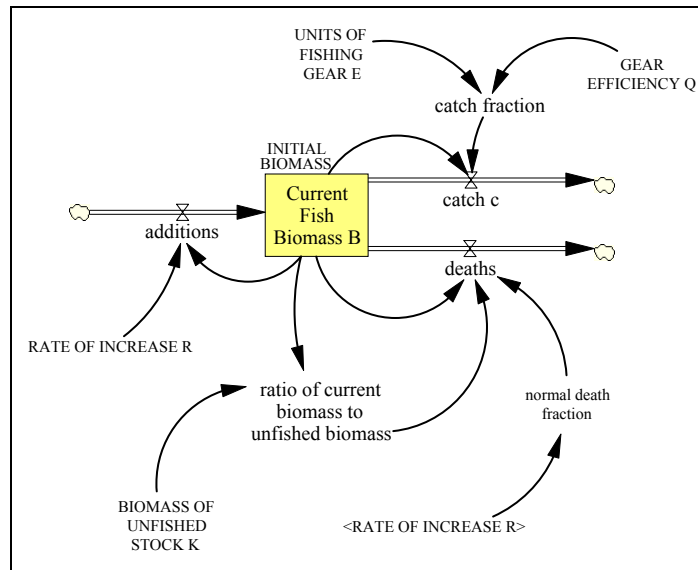 UNITS OF
FISHING
GEAR E
GEAR
EFFICIENCY Q
catch fraction
INITIAL
BIOMASS
Current
Fish
Biomass B
catch c
additions
deaths
RATE OF INCREASE R
ratio of current
biomass to
unfished biomass
normal death
fraction
BIOMASS OF
UNFISHED
STOCK K
<RATE OF INCREASE R>